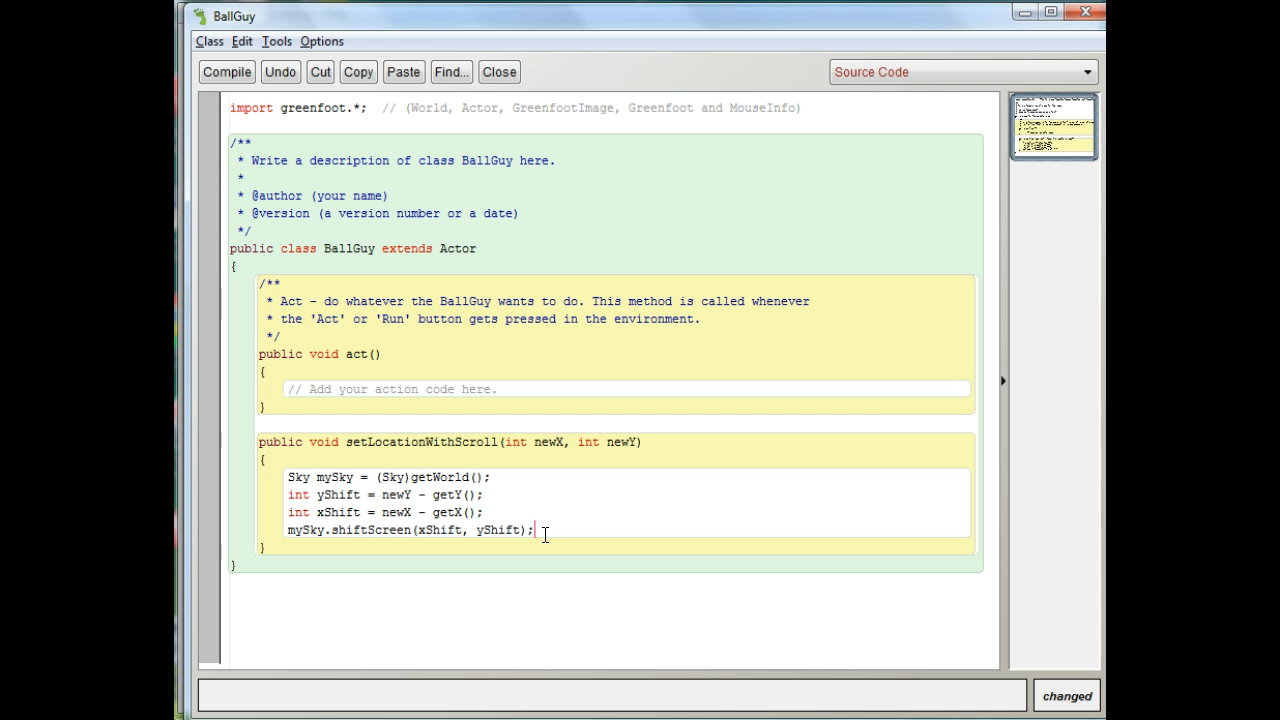 BallGuy
Class Edit Tools Options
Compile Undo Cut Copy Paste Find... Close Source Code
import greenfoot.*;  // (World, Actor, GreenfootImage, Greenfoot and MouseInfo)
/**
 * Write a description of class BallGuy here.
 *
 * @author (your name)
 * @version (a version number or a date)
 */
public class BallGuy extends Actor
{
    /**
     * Act - do whatever the BallGuy wants to do. This method is called whenever
     * the 'Act' or 'Run' button gets pressed in the environment.
     */
    public void act()
    {
        // Add your action code here.
    }
    public void setLocationWithScroll(int newX, int newY)
    {
        Sky mySky = (Sky)getWorld();
        int yShift = newY - getY();
        int xShift = newX - getX();
        mySky.shiftScreen(xShift, yShift);
    }
}
changed